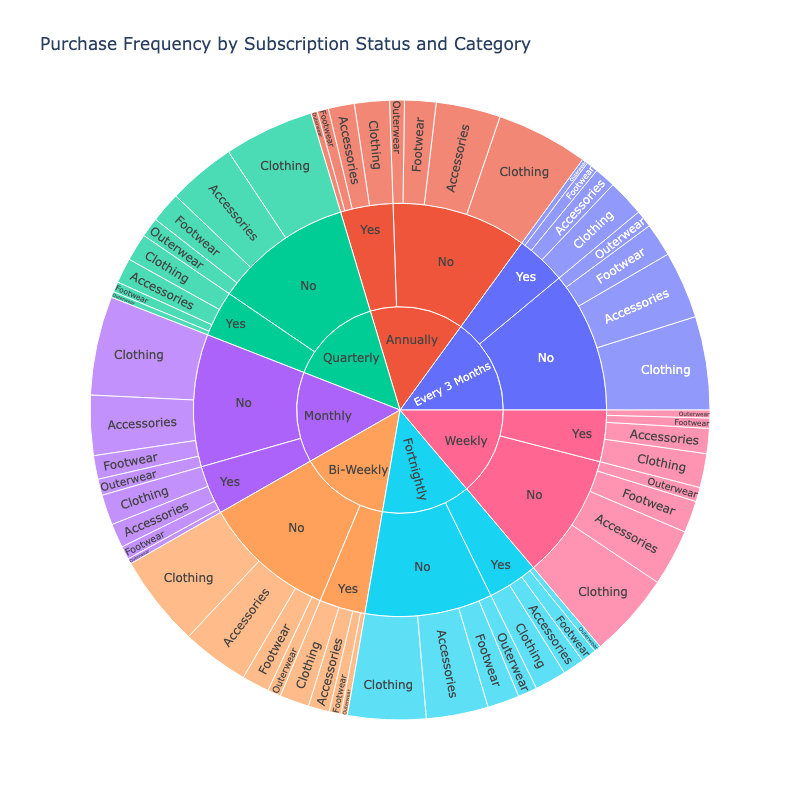 Purchase Frequency by Subscription Status and Category
Every 3 Months
No
Clothing
Accessories
Footwear
Outerwear
Yes
Clothing
Accessories
Footwear
Outerwear
Annually
No
Clothing
Accessories
Footwear
Outerwear
Yes
Clothing
Accessories
Footwear
Outerwear
Quarterly
No
Clothing
Accessories
Footwear
Outerwear
Yes
Clothing
Accessories
Footwear
Outerwear
Monthly
No
Clothing
Accessories
Footwear
Outerwear
Yes
Clothing
Accessories
Footwear
Outerwear
Bi-Weekly
No
Clothing
Accessories
Footwear
Outerwear
Yes
Clothing
Accessories
Footwear
Outerwear
Fortnightly
No
Clothing
Accessories
Footwear
Outerwear
Yes
Clothing
Accessories
Footwear
Outerwear
Weekly
No
Clothing
Accessories
Footwear
Outerwear
Yes
Clothing
Accessories
Footwear
Outerwear